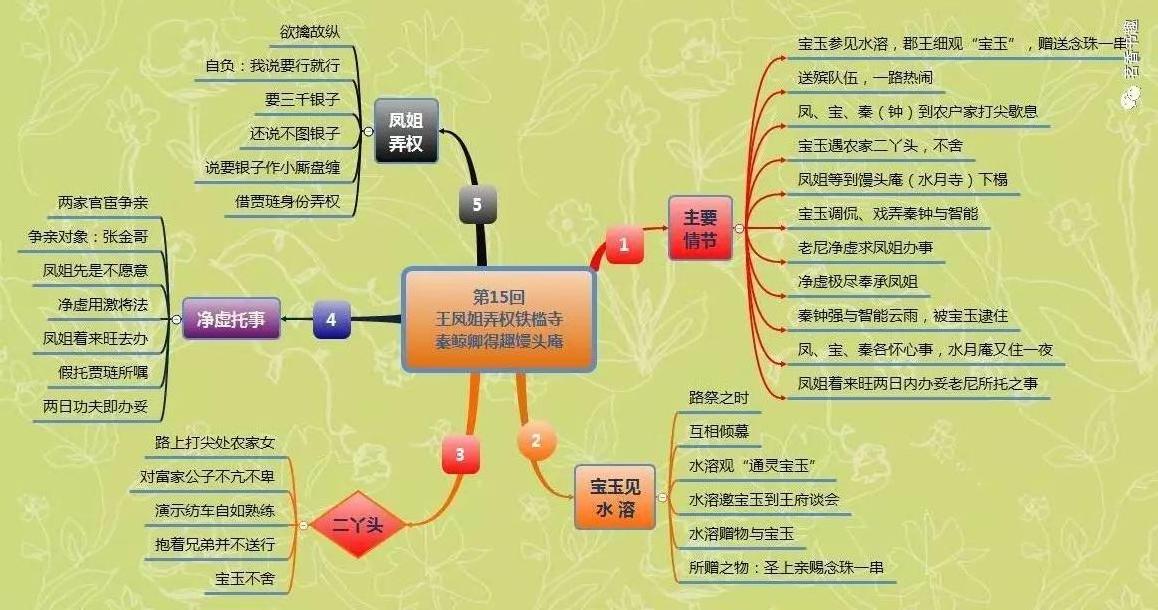 第15回
王凤姐弄权铁槛寺
秦鲸卿得趣馒头庵
1
主要
情节
宝玉参见水溶，郡王细观“宝玉”，赠送念珠一串
送殡队伍，一路热闹
凤、宝、秦（钟）到农户家打尖歇息
宝玉遇农家二丫头，不舍
凤姐等到馒头庵（水月寺）下榻
宝玉调侃、戏弄秦钟与智能
老尼净虚求凤姐办事
净虚极尽奉承凤姐
秦钟强与智能云雨，被宝玉逮住
凤、宝、秦各怀心事，水月庵又住一夜
凤姐着来旺两日内办妥老尼所托之事
2
宝玉见
水 溶
路祭之时
互相倾慕
水溶观“通灵宝玉”
水溶邀宝玉到王府谈会
水溶赠物与宝玉
所赠之物：圣上亲赐念珠一串
3
二丫头
路上打尖处农家女
对富家公子不亢不卑
演示纺车自如熟练
抱着兄弟并不送行
宝玉不舍
4
净虚托事
两家官宦争亲
争亲对象：张金哥
凤姐先是不愿意
净虚用激将法
凤姐着来旺去办
假托贾琏所嘱
两日功夫即办妥
5
凤姐
弄权
欲擒故纵
自负：我说要行就行
要三千银子
还说不图银子
说要银子作小厮盘缠
借贾琏身份弄权